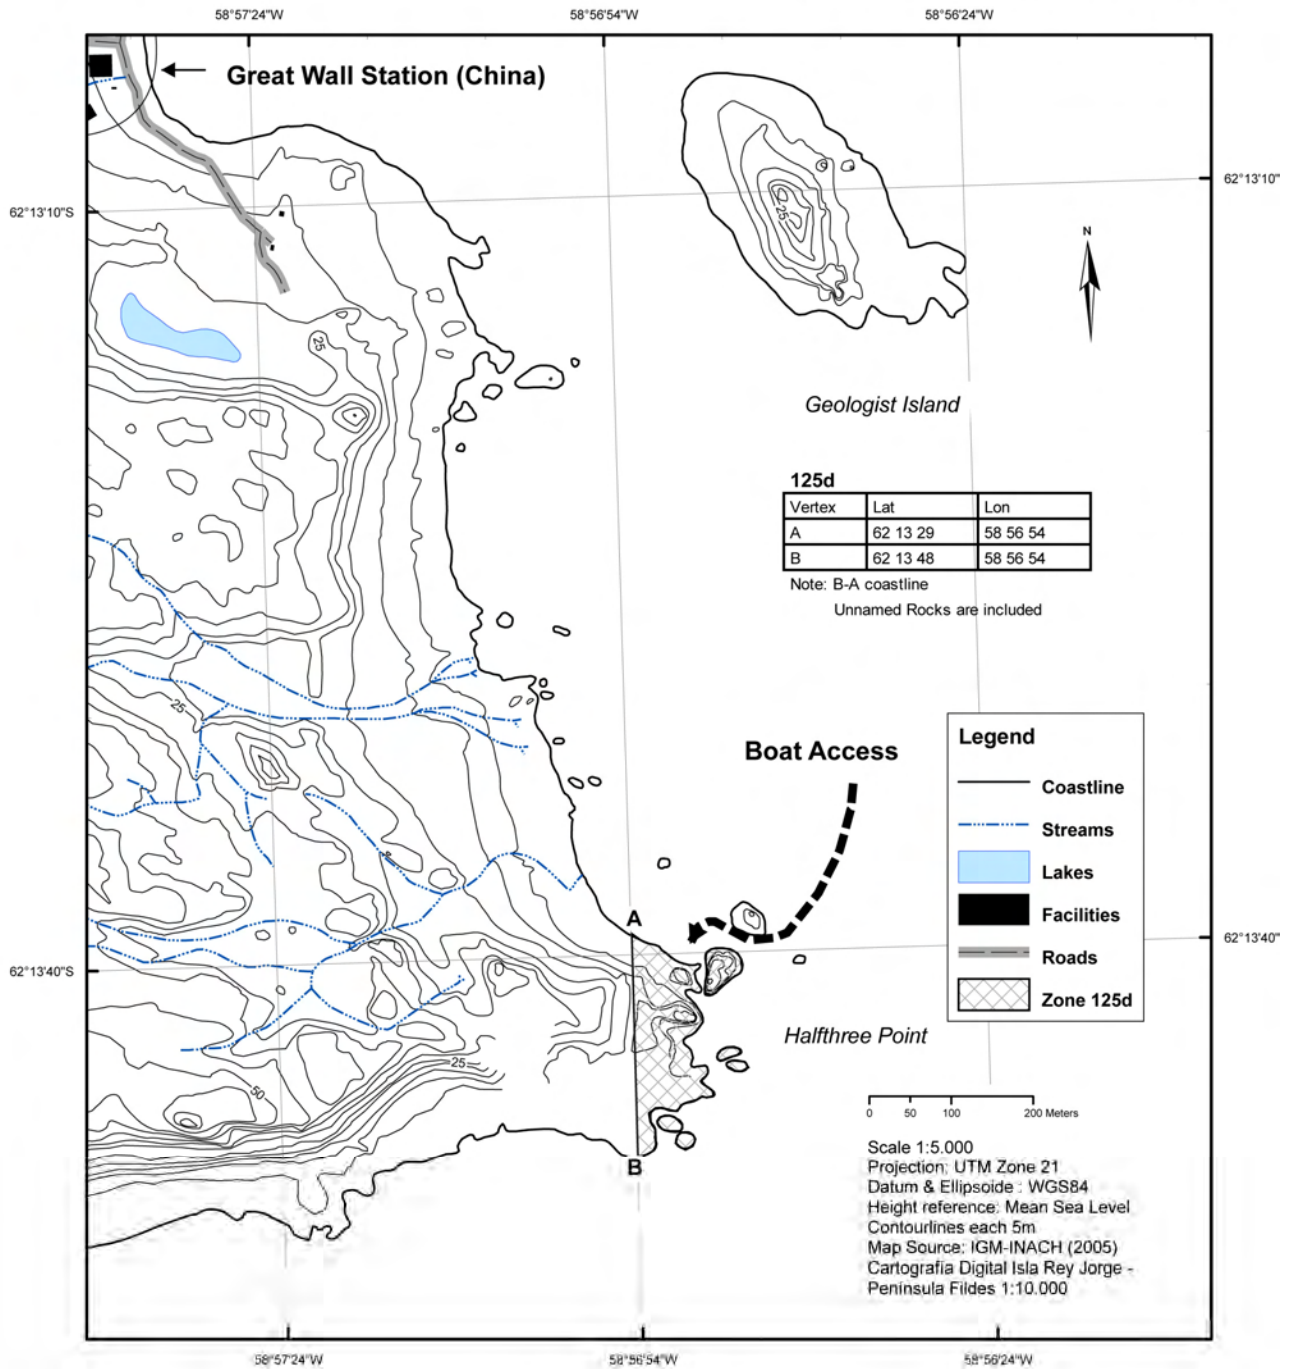 58°57'24"W 58°56'54"W 58°56'24"W
Great Wall Station (China)
62°13'10"S
62°13'10"
25
N
25
Geologist Island
125d
Vertex Lat Lon
A 62 13 29 58 56 54
B 62 13 48 58 56 54
Note: B-A coastline
Unnamed Rocks are included
25
Boat Access
Legend
Coastline
Streams
Lakes
Facilities
Roads
Zone 125d
A
62°13'40"
62°13'40"S
Halfthree Point
25
50
0 50 100 200 Meters
B
Scale 1:5.000
Projection: UTM Zone 21
Datum & Ellipsoide : WGS84
Height reference: Mean Sea Level
Contourlines each 5m
Map Source: IGM-INACH (2005)
Cartografia Digital Isla Rey Jorge -
Peninsula Fildes 1:10.000
58°57'24"W 58°56'54"W 58°56'24"W